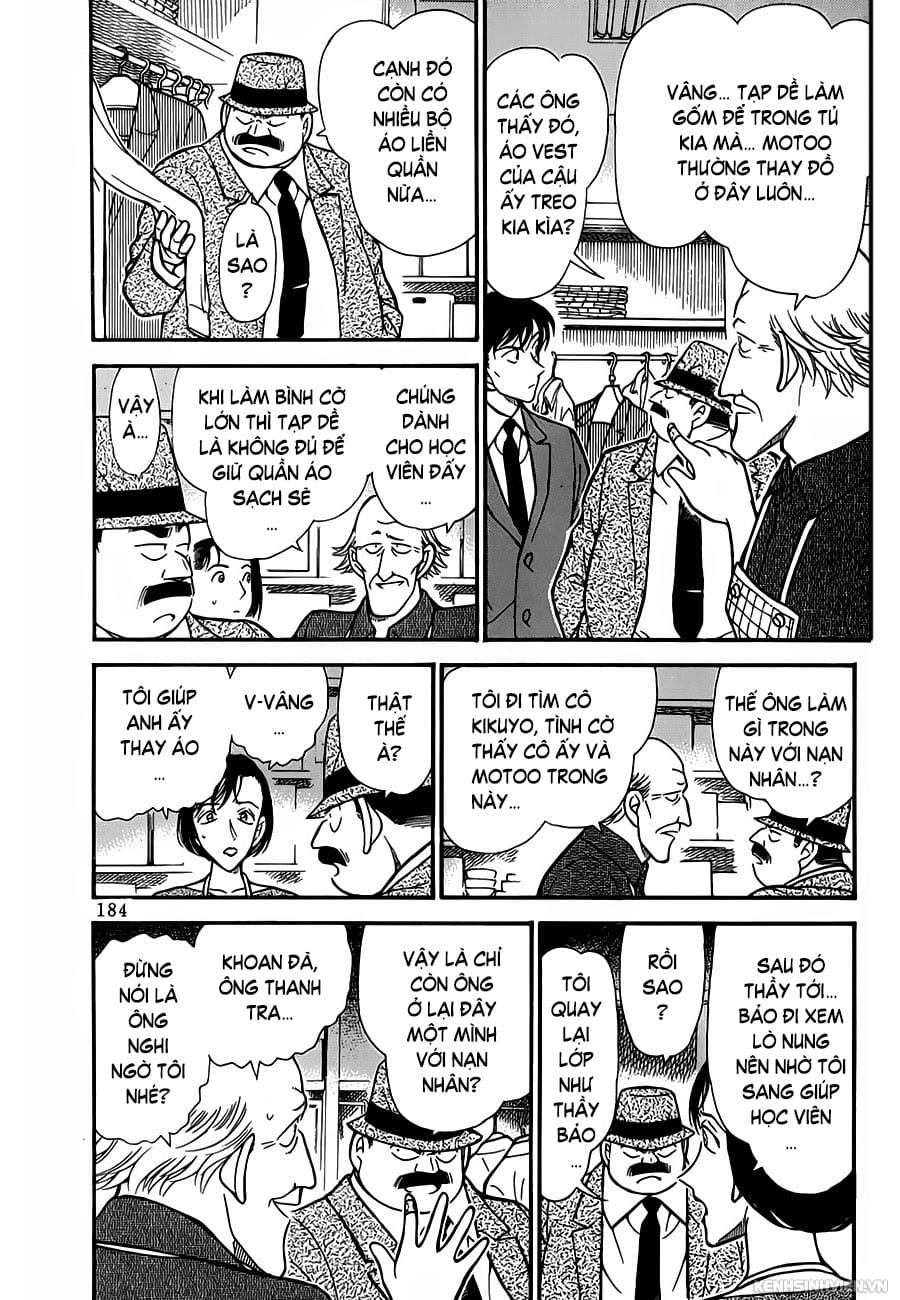 VÂNG... TẠP DỀ LÀM
GỐM ĐỂ TRONG TỦ
KIA MÀ... MOTOO
THƯỜNG THAY ĐỒ
Ở ĐÂY LUÔN...
CÁC ÔNG
THẤY ĐÓ,
ÁO VEST
CỦA CẬU
ẤY TREO
KIA KÌA?
CẠNH ĐÓ
CÒN CÓ
NHIỀU BỘ
ÁO LIỀN
QUẦN
NỮA...
LÀ
SAO
?
CHÚNG
DÀNH
CHO HỌC
VIÊN ĐẤY
...
KHI LÀM BÌNH CỠ
LỚN THÌ TẠP DỀ
LÀ KHÔNG ĐỦ ĐỂ
GIỮ QUẦN ÁO
SẠCH SẼ
...
VẬY
À...
THẾ ÔNG LÀM
GÌ TRONG
NÀY VỚI NẠN
NHÂN...?
TÔI ĐI TÌM CÔ
KIKUYO, TÌNH CỜ
THẤY CÔ ẤY VÀ
MOTOO TRONG
NÀY...
THẬT
THẾ
À?
V-VÂNG
...
TÔI GIÚP
ANH ẤY
THAY ÁO
...
184
SAU ĐÓ
THẦY TỚI...
BẢO ĐI XEM
LÒ NUNG
NÊN NHỜ TÔI
SANG GIÚP
HỌC VIÊN
...
RỒI
SAO
?
TÔI
QUAY
LẠI
LỚP
NHƯ
THẦY
BẢO
VẬY LÀ CHỈ
CÒN ÔNG
Ở LẠI ĐÂY
MỘT MÌNH
VỚI NẠN
NHÂN?
KHOAN ĐÃ,
ÔNG THANH
TRA...
ĐỪNG
NÓI LÀ
ÔNG
NGHI
NGỜ TÔI
NHÉ?
KENHSINHVIEN.VN